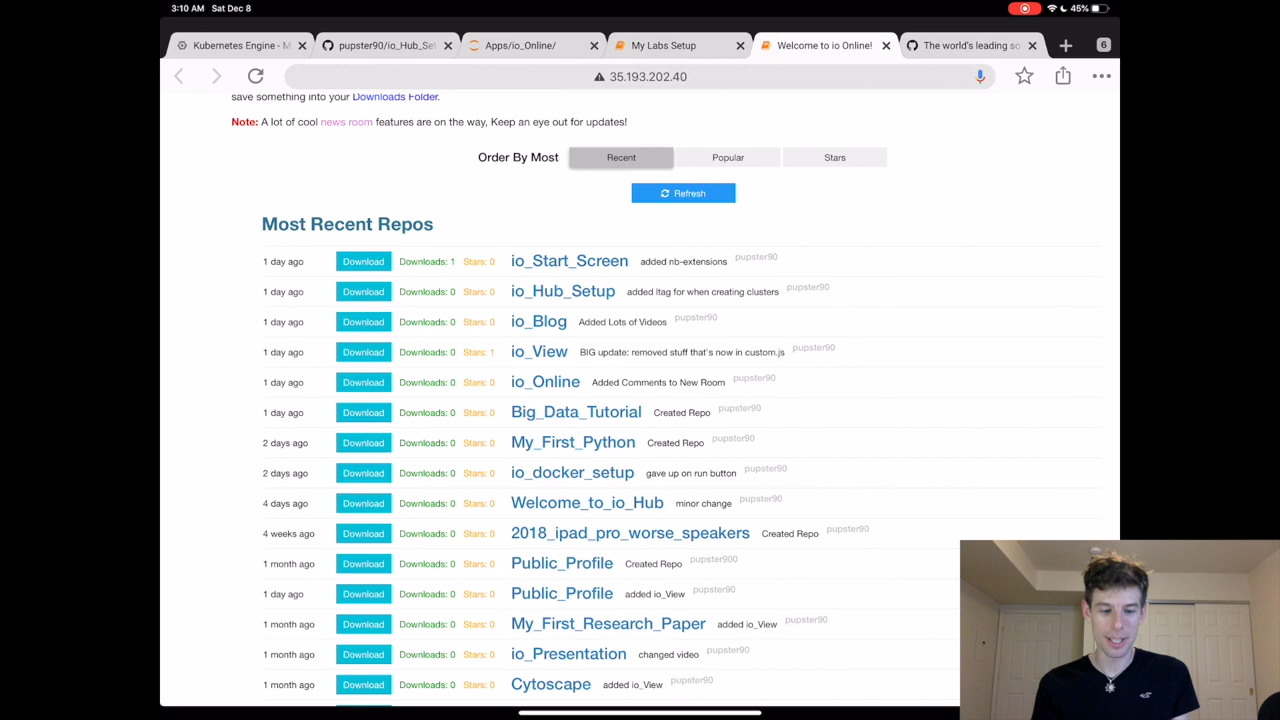 3:10 AM Sat Dec 8
45%
Kubernetes Engine - M
pupster90/io_Hub_Set
Apps/io_Online/
My Labs Setup
Welcome to io Online!
The world's leading so
6
35.193.202.40
save something into your Downloads Folder.
Note: A lot of cool news room features are on the way, Keep an eye out for updates!
Order By Most Recent Popular Stars
Refresh
Most Recent Repos
1 day ago Download Downloads: 1 Stars: 0 io_Start_Screen added nb-extensions pupster90
1 day ago Download Downloads: 0 Stars: 0 io_Hub_Setup added ltag for when creating clusters pupster90
1 day ago Download Downloads: 0 Stars: 0 io_Blog Added Lots of Videos pupster90
1 day ago Download Downloads: 0 Stars: 1 io_View BIG update: removed stuff that's now in custom.js pupster90
1 day ago Download Downloads: 0 Stars: 0 io_Online Added Comments to New Room pupster90
1 day ago Download Downloads: 0 Stars: 0 Big_Data_Tutorial Created Repo pupster90
2 days ago Download Downloads: 0 Stars: 0 My_First_Python Created Repo pupster90
2 days ago Download Downloads: 0 Stars: 0 io_docker_setup gave up on run button pupster90
4 days ago Download Downloads: 0 Stars: 0 Welcome_to_io_Hub minor change pupster90
4 weeks ago Download Downloads: 0 Stars: 0 2018_ipad_pro_worse_speakers Created Repo pupster90
1 month ago Download Downloads: 0 Stars: 0 Public_Profile Created Repo pupster900
1 day ago Download Downloads: 0 Stars: 0 Public_Profile added io_View pupster90
1 month ago Download Downloads: 0 Stars: 0 My_First_Research_Paper added io_View pupster90
1 month ago Download Downloads: 0 Stars: 0 io_Presentation changed video pupster90
1 month ago Download Downloads: 0 Stars: 0 Cytoscape added io_View pupster90